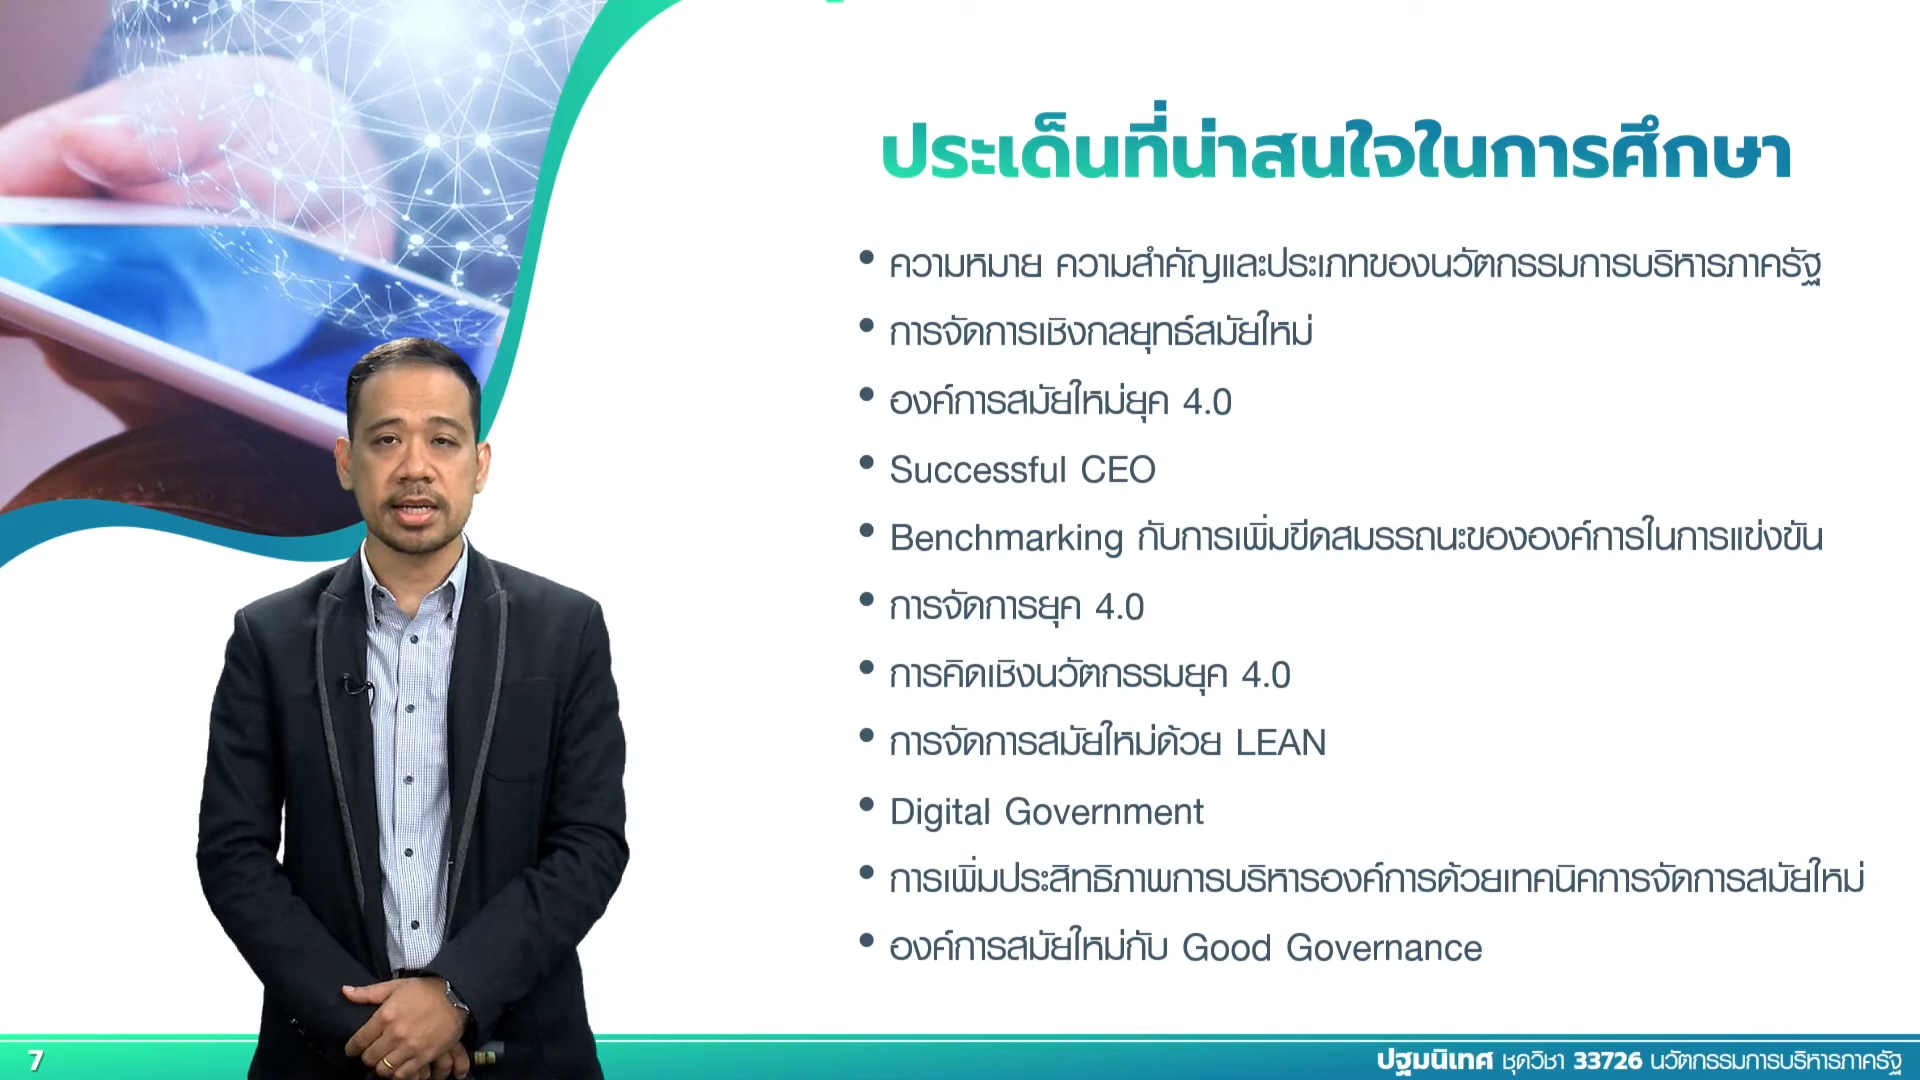 ประเด็นที่น่าสนใจในการศึกษา
• ความหมาย ความสำคัญและประเภทของนวัตกรรมการบริหารภาครัฐ
• การจัดการเชิงกลยุทธ์สมัยใหม่
• องค์การสมัยใหม่ยุค 4.0
• Successful CEO
• Benchmarking กับการเพิ่มขีดสมรรถนะขององค์การในการแข่งขัน
• การจัดการยุค 4.0
• การคิดเชิงนวัตกรรมยุค 4.0
• การจัดการสมัยใหม่ด้วย LEAN
• Digital Government
• การเพิ่มประสิทธิภาพการบริหารองค์การด้วยเทคนิคการจัดการสมัยใหม่
• องค์การสมัยใหม่กับ Good Governance
7
ปฐมนิเทศ ชุดวิชา 33726 นวัตกรรมการบริหารภาครัฐ